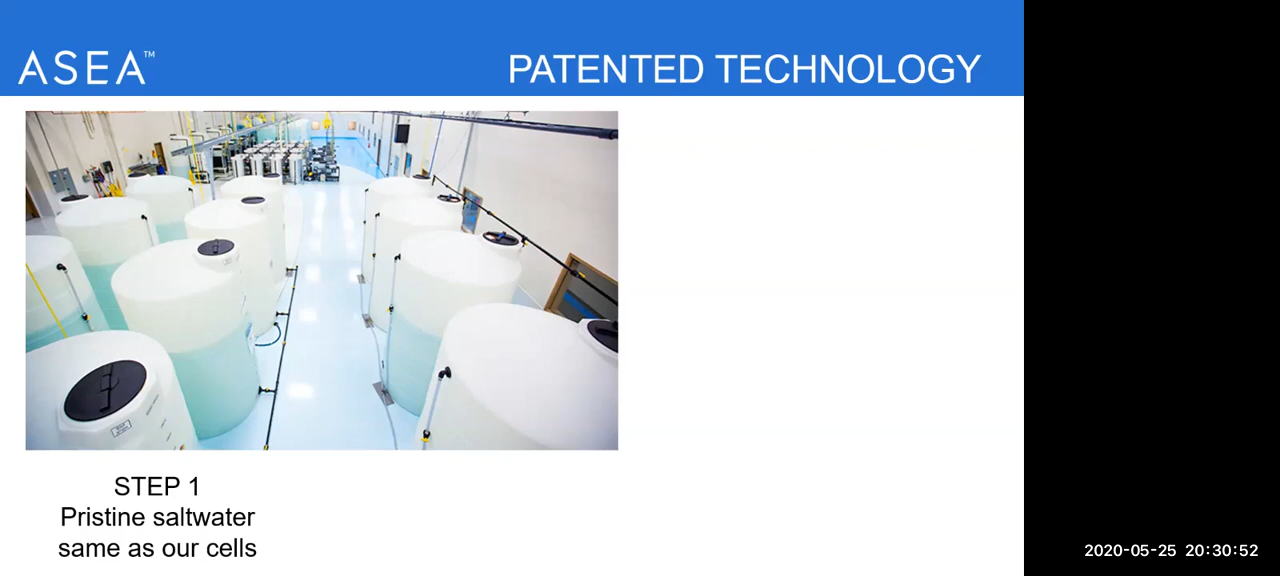 ASEA™
PATENTED TECHNOLOGY
STEP 1
Pristine saltwater
same as our cells
2020-05-25 20:30:52